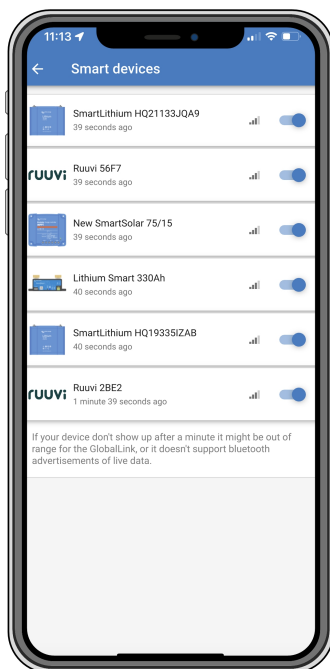 11:13
Smart devices
SmartLithium HQ21133JQA9
39 seconds ago
ruuvi
Ruuvi 56F7
39 seconds ago
New SmartSolar 75/15
39 seconds ago
Lithium Smart 330Ah
40 seconds ago
SmartLithium HQ19335IZAB
40 seconds ago
ruuvi
Ruuvi 2BE2
1 minute 39 seconds ago
If your device don't show up after a minute it might be out of
range for the GlobalLink, or it doesn't support bluetooth
advertisements of live data.